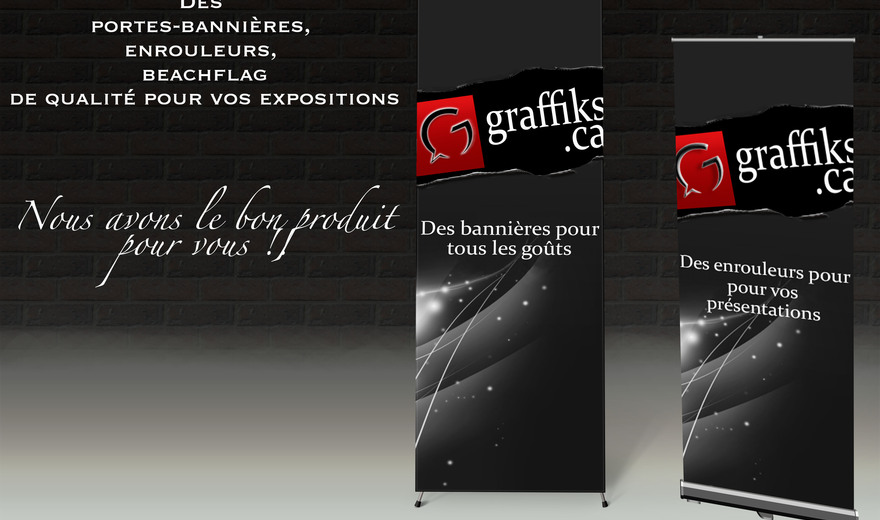 DES
PORTES-BANNIÈRES,
ENROULEURS,
BEACHFLAG
DE QUALITÉ POUR VOS EXPOSITIONS
Nous avons le bon produit
pour vous !
graffiks
.ca
Des bannières pour
tous les goûts
graffiks
.ca
Des enrouleurs pour
pour vos
présentations